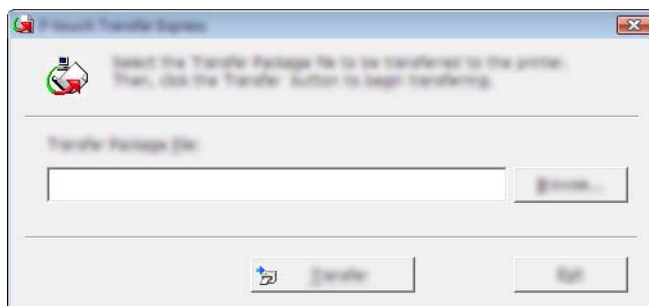 P-touch Transfer Express
Select the Transfer Package file to be transferred to the printer.
Then, click the Transfer button to begin transferring.
Transfer Package file:
Browse...
Transfer
Exit